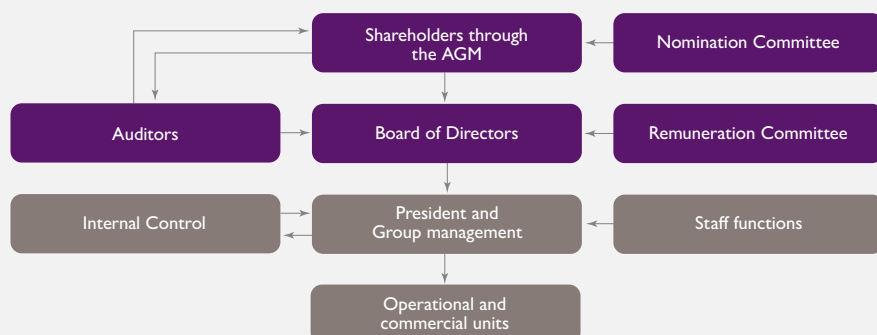 Shareholders through
the AGM
Nomination Committee
Auditors
Board of Directors
Remuneration Committee
Internal Control
President and
Group management
Staff functions
Operational and
commercial units